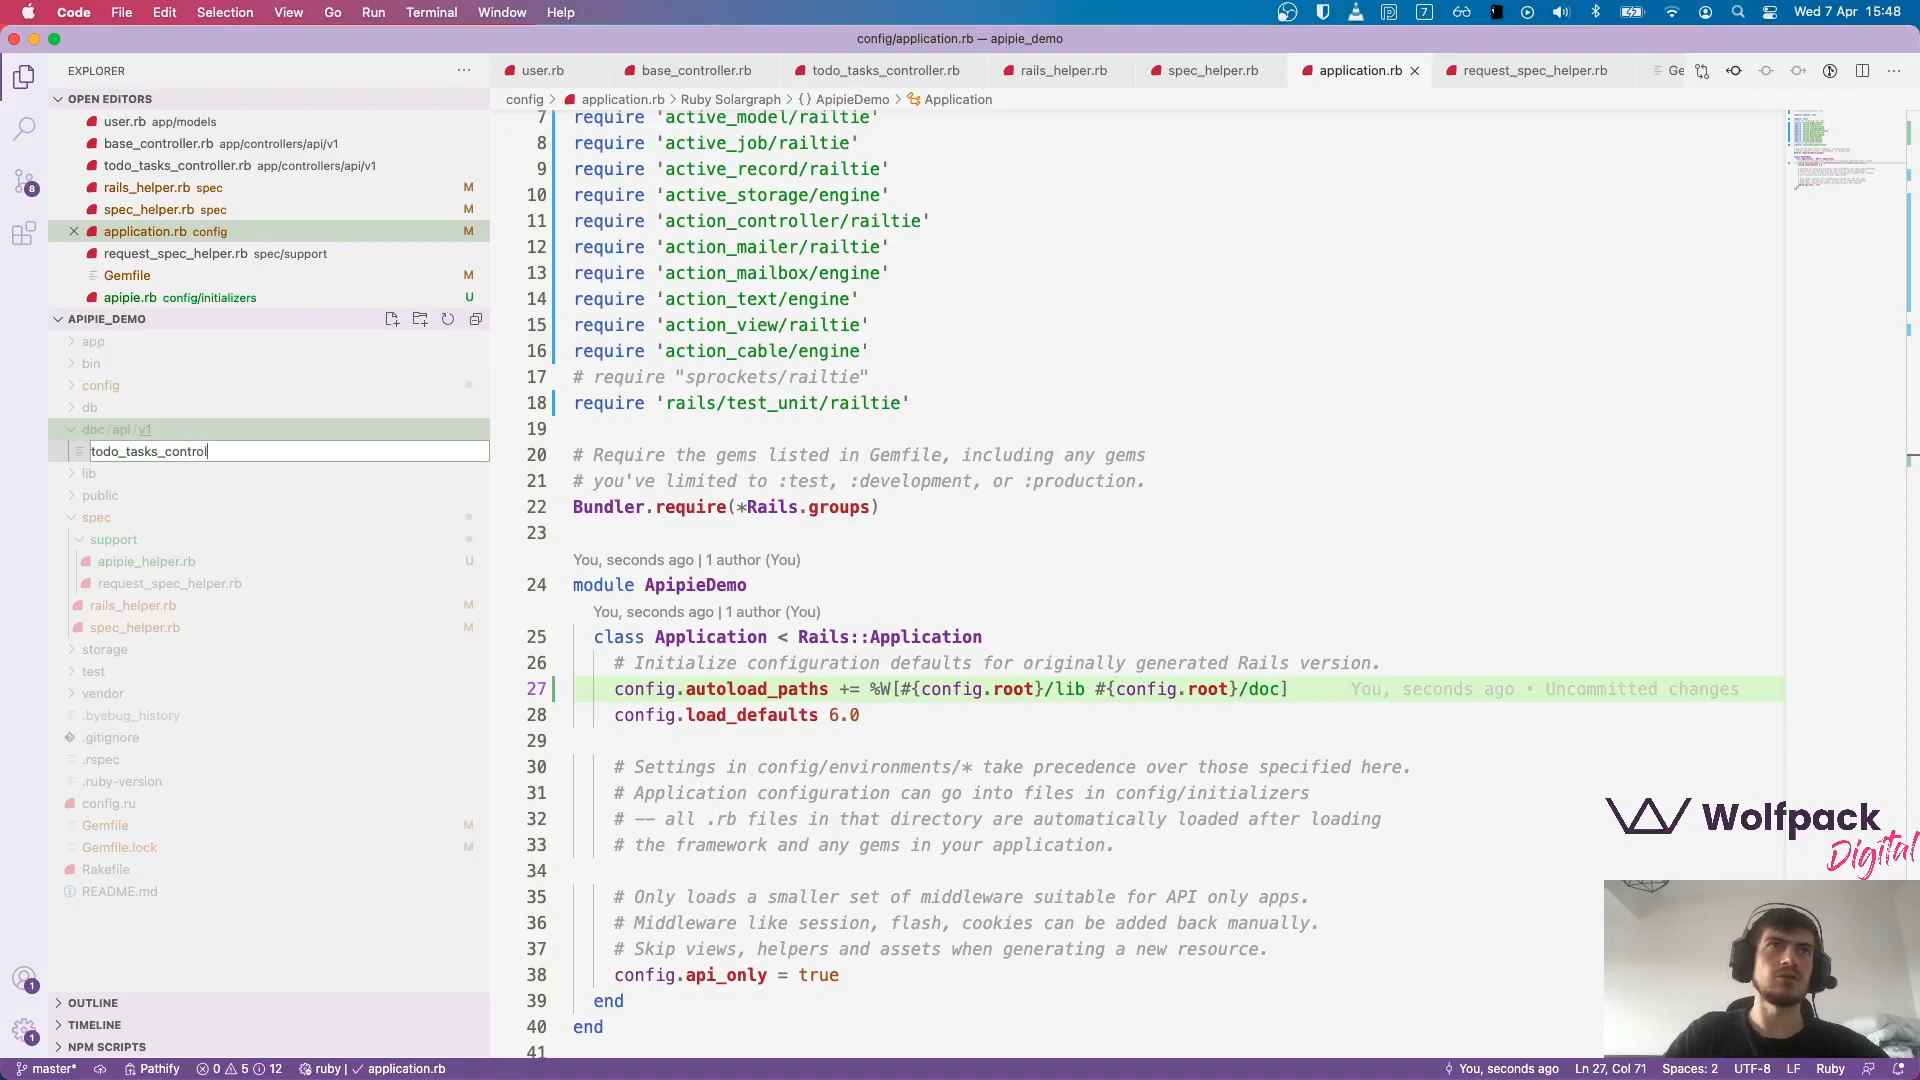 Code File Edit Selection View Go Run Terminal Window Help
7
Wed 7 Apr 15:48
config/application.rb — apipie_demo
EXPLORER
user.rb
base_controller.rb
todo_tasks_controller.rb
rails_helper.rb
spec_helper.rb
application.rb
request_spec_helper.rb
Ge
OPEN EDITORS
user.rb app/models
base_controller.rb app/controllers/api/v1
todo_tasks_controller.rb app/controllers/api/v1
rails_helper.rb spec M
spec_helper.rb spec M
application.rb config M
request_spec_helper.rb spec/support
Gemfile M
apipie.rb config/initializers U
APIPIE_DEMO
app
bin
config
db
doc / api / v1
todo_tasks_control
lib
public
spec
support
apipie_helper.rb U
request_spec_helper.rb
rails_helper.rb M
spec_helper.rb M
storage
test
vendor
.byebug_history
.gitignore
.rspec
.ruby-version
config.ru
Gemfile M
Gemfile.lock M
Rakefile
README.md
OUTLINE
TIMELINE
NPM SCRIPTS
8
1
1
config > application.rb > Ruby Solargraph > {} ApipieDemo > Application
7 require 'active_model/railtie'
8 require 'active_job/railtie'
9 require 'active_record/railtie'
10 require 'active_storage/engine'
11 require 'action_controller/railtie'
12 require 'action_mailer/railtie'
13 require 'action_mailbox/engine'
14 require 'action_text/engine'
15 require 'action_view/railtie'
16 require 'action_cable/engine'
17 # require "sprockets/railtie"
18 require 'rails/test_unit/railtie'
19
20 # Require the gems listed in Gemfile, including any gems
21 # you've limited to :test, :development, or :production.
22 Bundler.require(*Rails.groups)
23
You, seconds ago | 1 author (You)
24 module ApipieDemo
You, seconds ago | 1 author (You)
25 class Application < Rails::Application
26 # Initialize configuration defaults for originally generated Rails version.
27 config.autoload_paths += %W[#{config.root}/lib #{config.root}/doc] You, seconds ago • Uncommitted changes
28 config.load_defaults 6.0
29
30 # Settings in config/environments/* take precedence over those specified here.
31 # Application configuration can go into files in config/initializers
32 # -- all .rb files in that directory are automatically loaded after loading
33 # the framework and any gems in your application.
34
35 # Only loads a smaller set of middleware suitable for API only apps.
36 # Middleware like session, flash, cookies can be added back manually.
37 # Skip views, helpers and assets when generating a new resource.
38 config.api_only = true
39 end
40 end
41
Wolfpack
Digital
master* Pathify 0 5 12 ruby | ✓ application.rb
You, seconds ago Ln 27, Col 71 Spaces: 2 UTF-8 LF Ruby